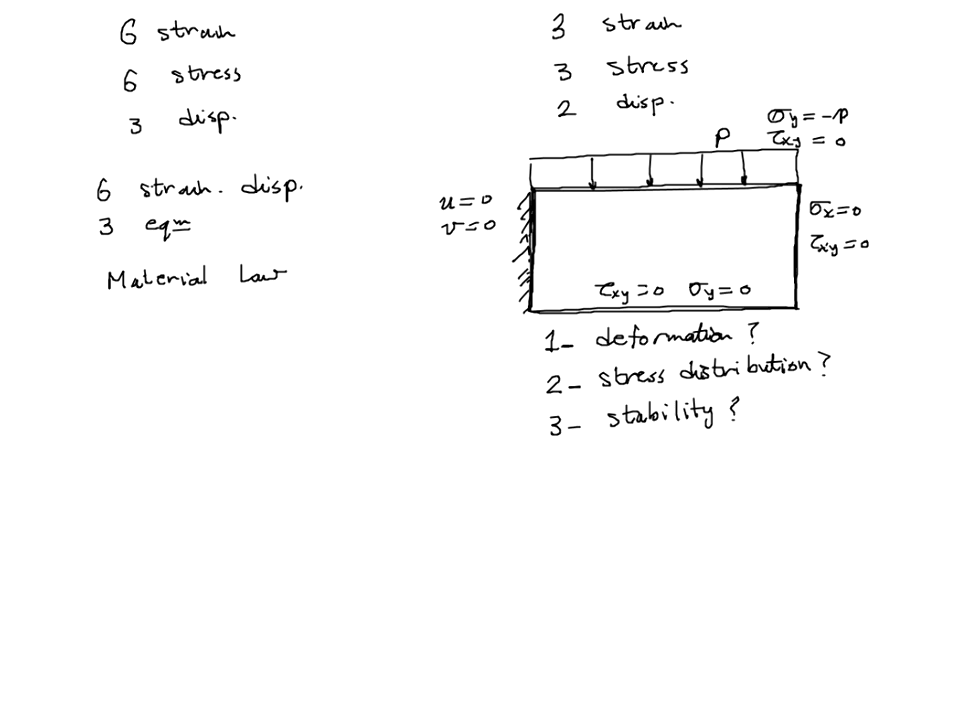 6 strain
6 stress
3 disp.
6 strain. disp.
3 eqm
Material Law
3 strain
3 stress
2 disp.
σy = -P
τxy = 0
P
u=0
v=0
σx=0
τxy=0
τxy=0 σy=0
1- deformation?
2- stress distribution?
3- stability?